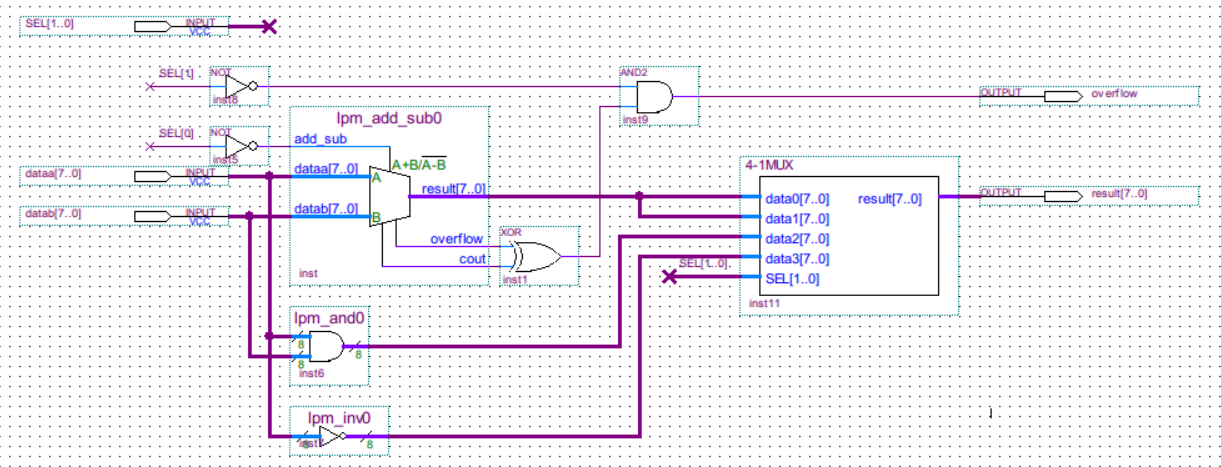 SEL[1..0] INPUT
VCC
SEL[1] NOT
inst8
AND2
inst9
OUTPUT overflow
lpm_add_sub0
SEL[0] NOT
inst5
add_sub
A+B/A-B
dataa[7..0] INPUT
VCC
dataa[7..0] A
result[7..0]
datab[7..0] INPUT
VCC
datab[7..0] B
overflow
cout
inst
XOR
inst1
4-1MUX
data0[7..0] result[7..0]
data1[7..0]
data2[7..0]
data3[7..0]
SEL[1..0] SEL[1..0]
inst11
OUTPUT result[7..0]
lpm_and0
8
8
8
inst6
lpm_inv0
8
8